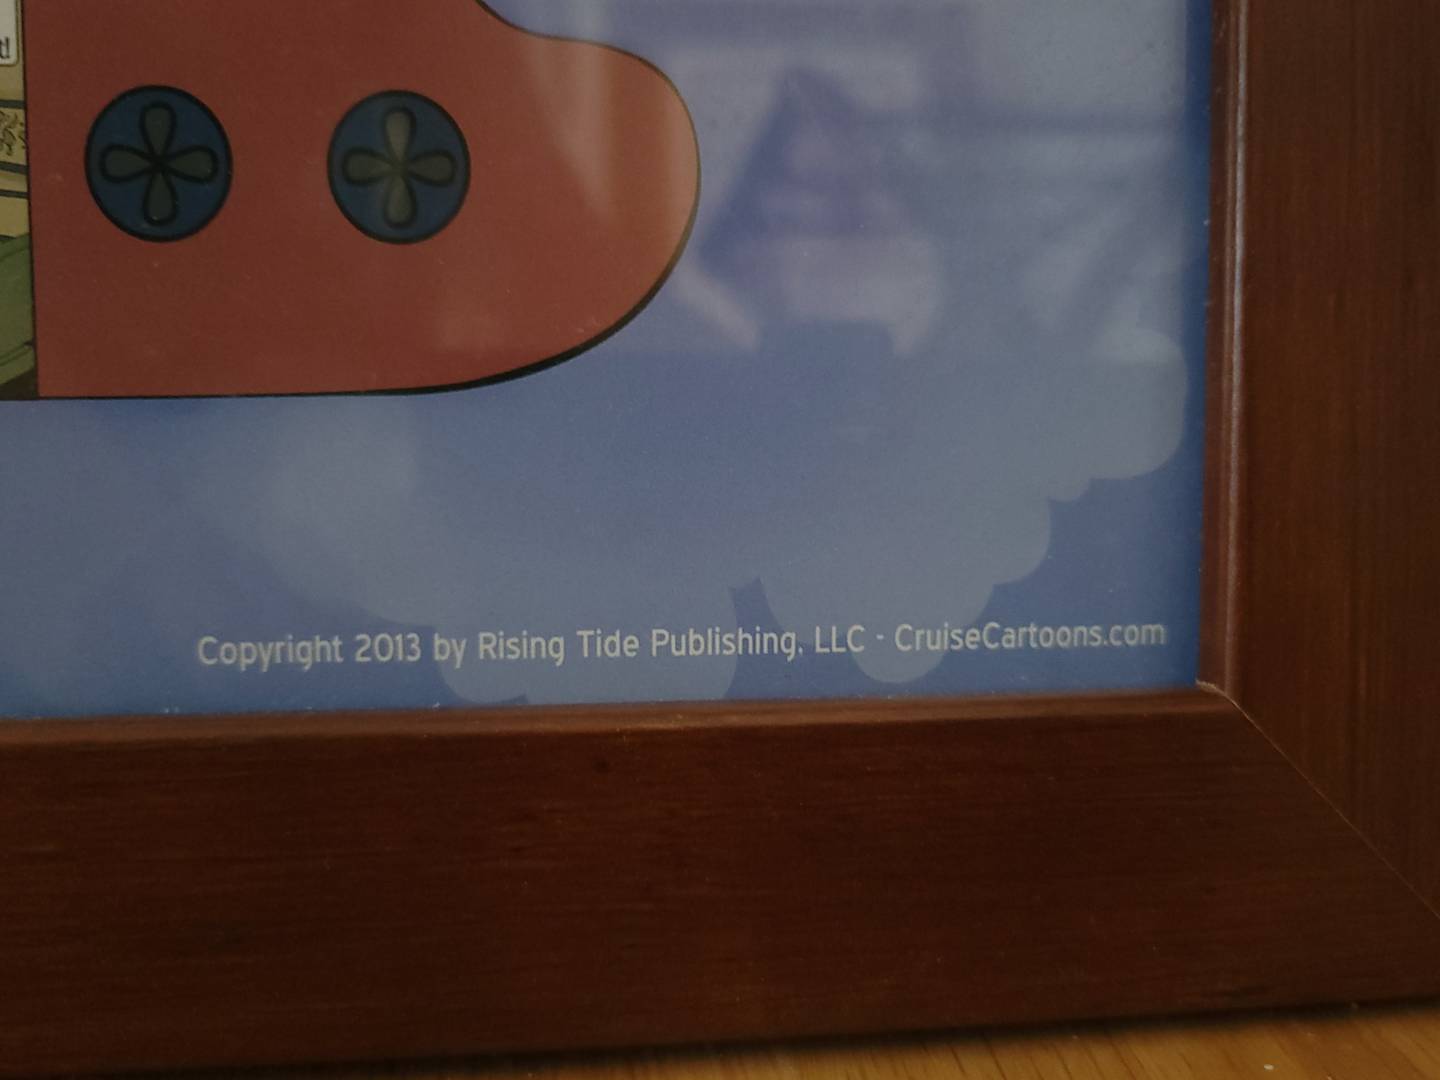 Copyright 2013 by Rising Tide Publishing, LLC - CruiseCartoons.com